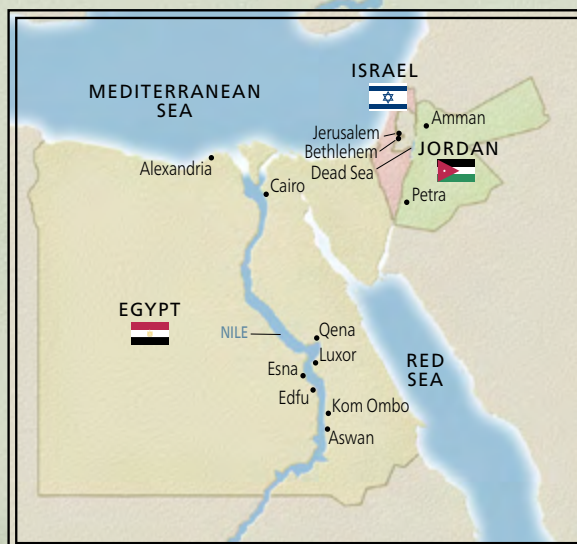 ISRAEL
MEDITERRANEAN
SEA
Amman
Jerusalem
Bethlehem
JORDAN
Dead Sea
Alexandria
Cairo
Petra
EGYPT
NILE
Qena
Luxor
RED
SEA
Esna
Edfu
Kom Ombo
Aswan